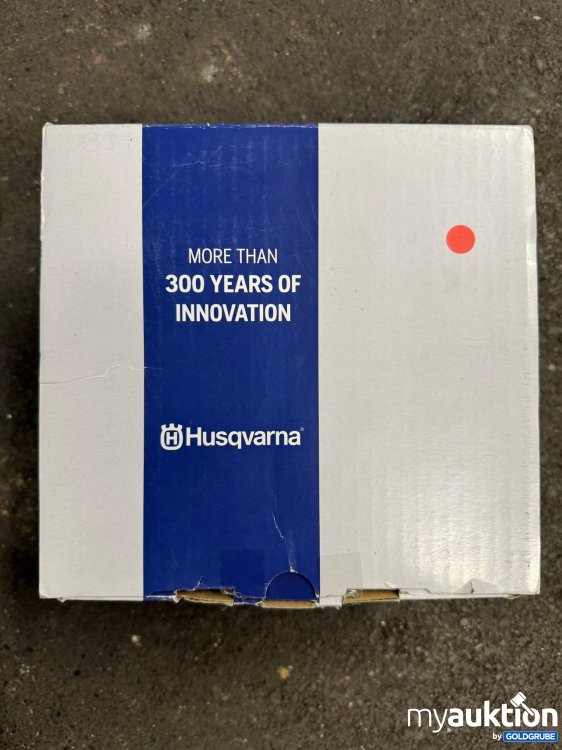 MORE THAN
300 YEARS OF
INNOVATION
Husqvarna
myauktion
by GOLDGRUBE